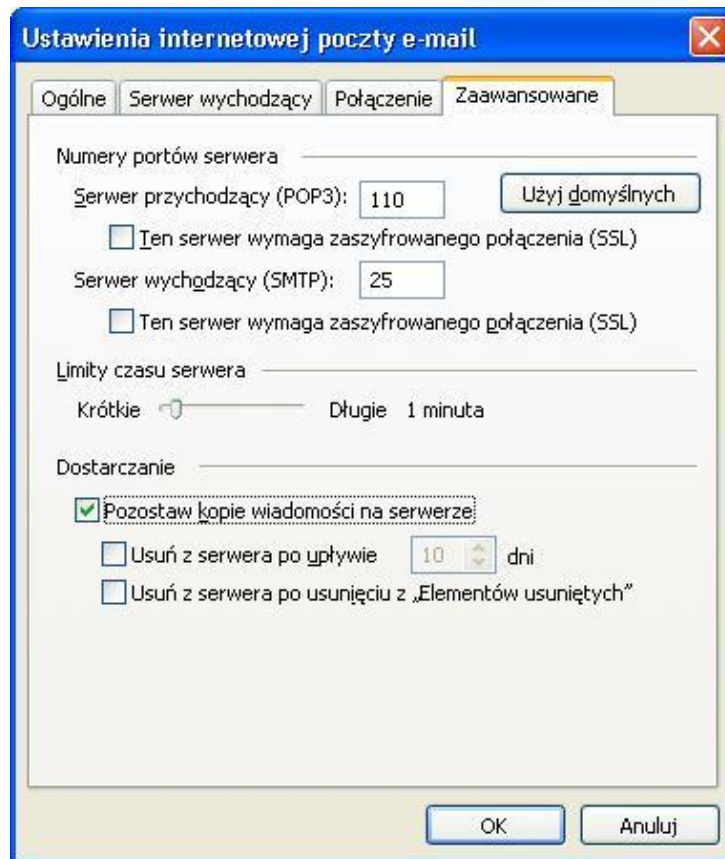 Ustawienia internetowej poczty e-mail
Ogólne Serwer wychodzący Połączenie Zaawansowane
Numery portów serwera
Serwer przychodzący (POP3): 110 Użyj domyślnych
Ten serwer wymaga zaszyfrowanego połączenia (SSL)
Serwer wychodzący (SMTP): 25
Ten serwer wymaga zaszyfrowanego połączenia (SSL)
Limity czasu serwera
Krótkie Długie 1 minuta
Dostarczanie
Pozostaw kopie wiadomości na serwerze
Usuń z serwera po upływie 10 dni
Usuń z serwera po usunięciu z „Elementów usuniętych”
OK Anuluj